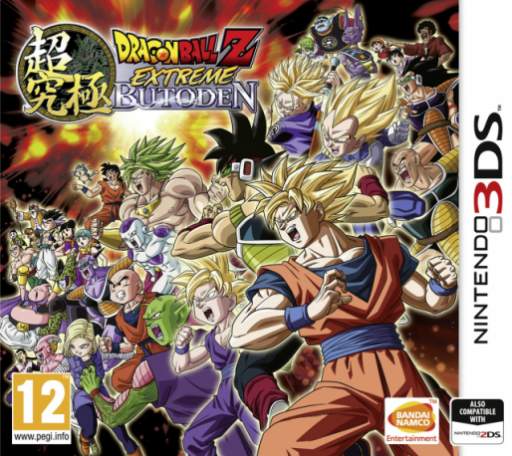 超
究極
DRAGON BALL Z
EXTREME
BUTODEN
NINTENDO 3DS
™
12
www.pegi.info
BANDAI
NAMCO
Entertainment
ALSO
COMPATIBLE
WITH
NINTENDO 2DS